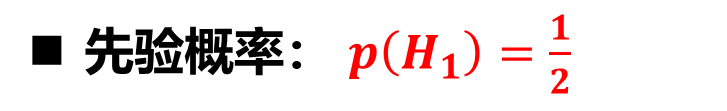 ■ 先验概率： p(H₁) = 1/2